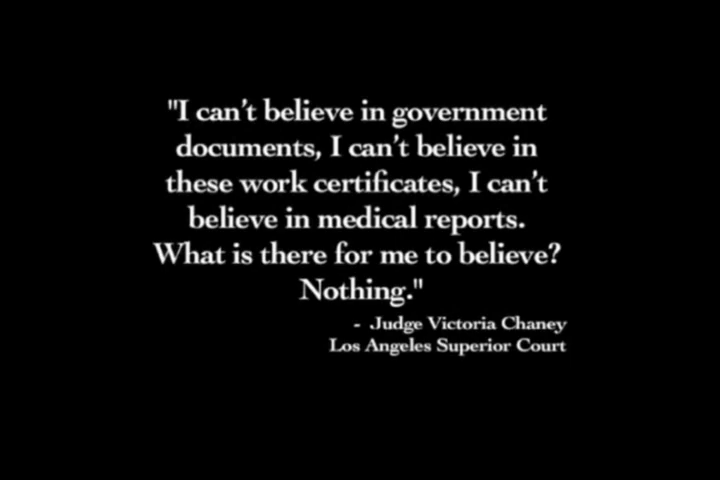 "I can't believe in government
documents, I can't believe in
these work certificates, I can't
believe in medical reports.
What is there for me to believe?
Nothing."
- Judge Victoria Chaney
Los Angeles Superior Court